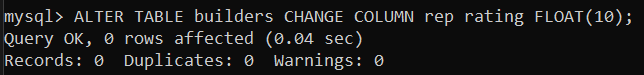 mysql> ALTER TABLE builders CHANGE COLUMN rep rating FLOAT(10);
Query OK, 0 rows affected (0.04 sec)
Records: 0  Duplicates: 0  Warnings: 0